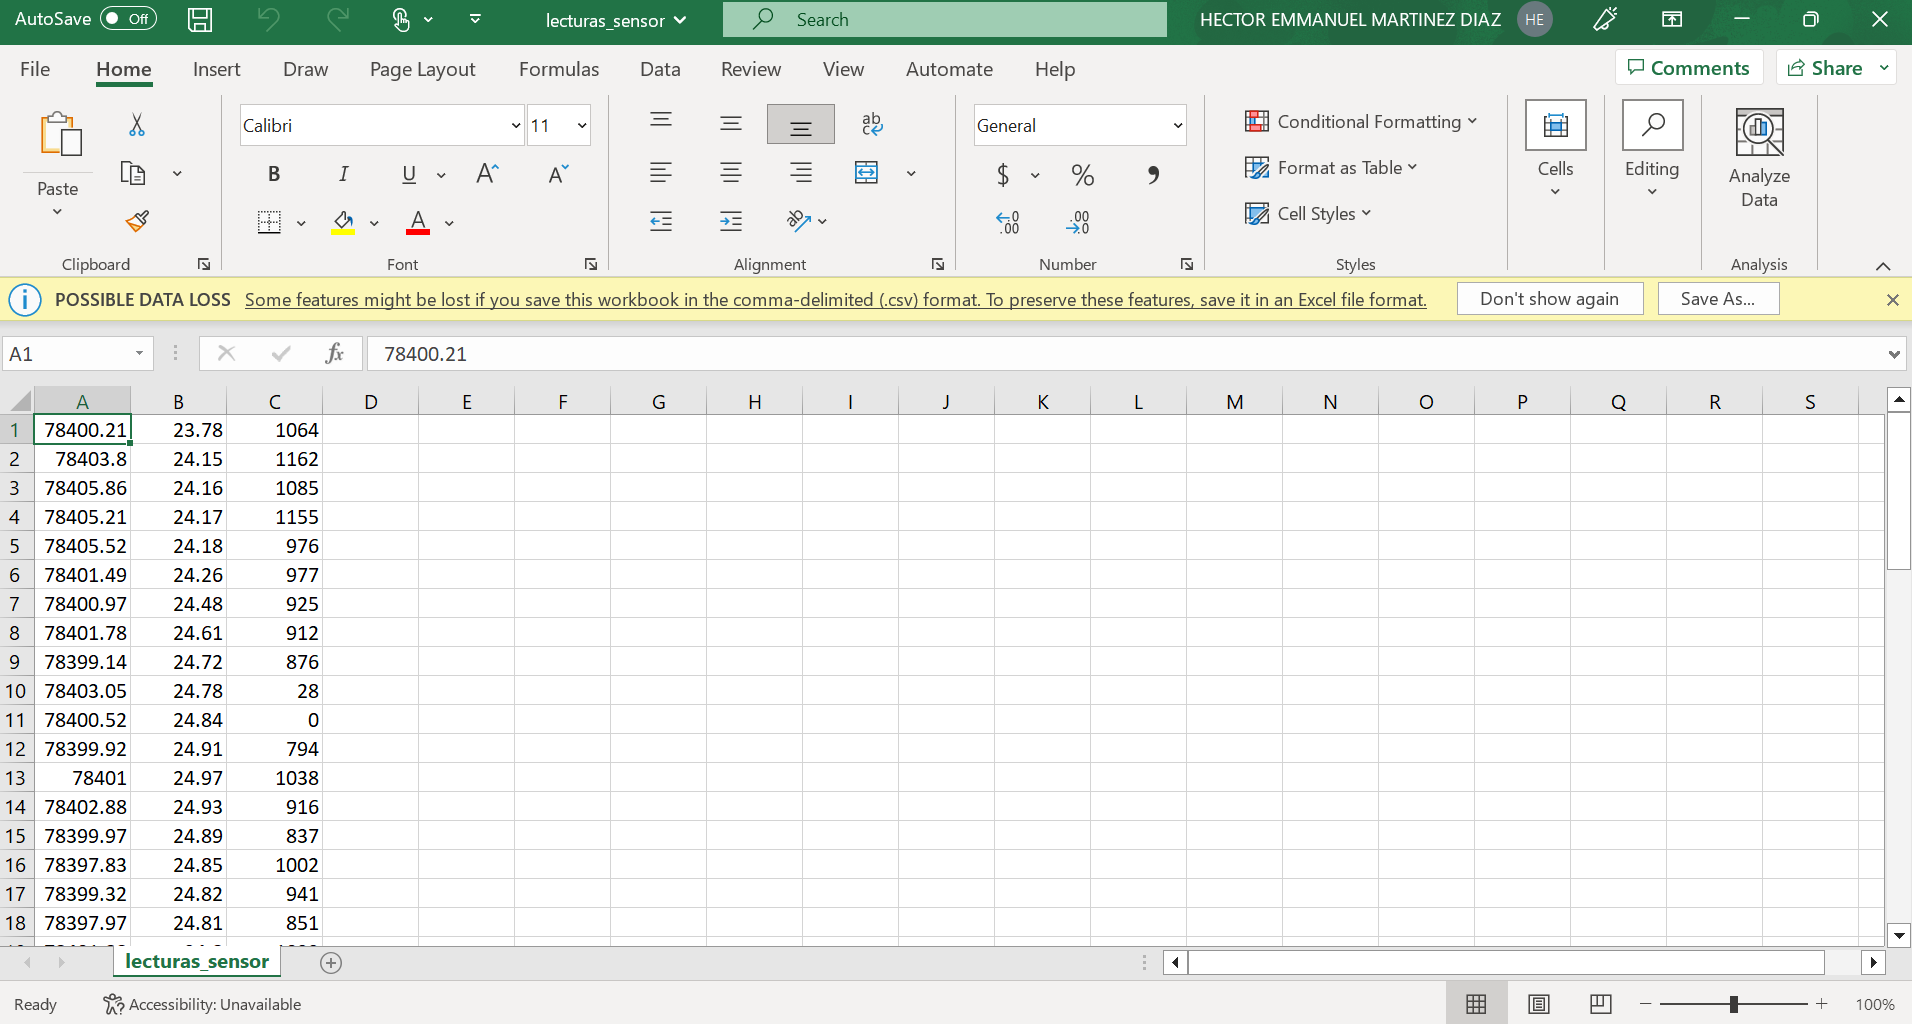 AutoSave Off lecturas_sensor Search HECTOR EMMANUEL MARTINEZ DIAZ HE
File Home Insert Draw Page Layout Formulas Data Review View Automate Help Comments Share
Paste
Clipboard
Calibri 11
B I U A A
A
Font
ab
c
ab
Alignment
General
$ % ,
0 .00 .00 0
Number
Conditional Formatting
Format as Table
Cell Styles
Styles
Cells
Editing
Analyze
Data
Analysis
POSSIBLE DATA LOSS Some features might be lost if you save this workbook in the comma-delimited (.csv) format. To preserve these features, save it in an Excel file format. Don't show again Save As...
A1 fx 78400.21
A B C D E F G H I J K L M N O P Q R S
1 78400.21 23.78 1064
2 78403.8 24.15 1162
3 78405.86 24.16 1085
4 78405.21 24.17 1155
5 78405.52 24.18 976
6 78401.49 24.26 977
7 78400.97 24.48 925
8 78401.78 24.61 912
9 78399.14 24.72 876
10 78403.05 24.78 28
11 78400.52 24.84 0
12 78399.92 24.91 794
13 78401 24.97 1038
14 78402.88 24.93 916
15 78399.97 24.89 837
16 78397.83 24.85 1002
17 78399.32 24.82 941
18 78397.97 24.81 851
lecturas_sensor
Ready Accessibility: Unavailable 100%